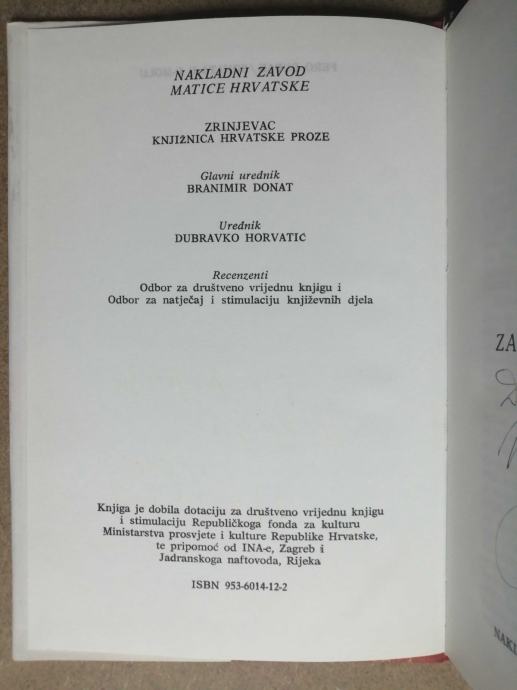 NAKLADNI ZAVOD
MATICE HRVATSKE
ZRINJEVAC
KNJIŽNICA HRVATSKE PROZE
Glavni urednik
BRANIMIR DONAT
Urednik
DUBRAVKO HORVATIĆ
Recenzenti
Odbor za društveno vrijednu knjigu i
Odbor za natječaj i stimulaciju književnih djela
Knjiga je dobila dotaciju za društveno vrijednu knjigu
i stimulaciju Republičkoga fonda za kulturu
Ministarstva prosvjete i kulture Republike Hrvatske,
te pripomoć od INA-e, Zagreb i
Jadranskoga naftovoda, Rijeka
ISBN 953-6014-12-2
ZA
NAKL